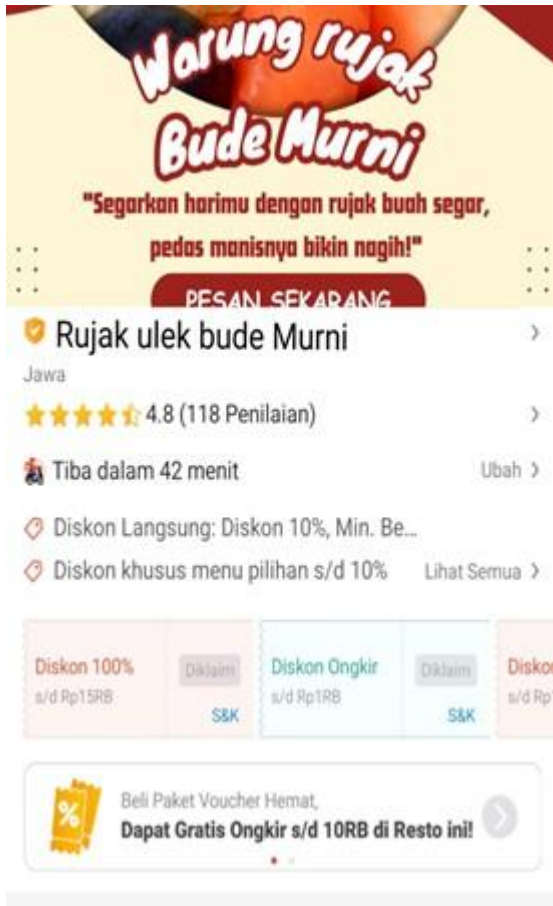 Warung rujak
Bude Murni
"Segarkan harimu dengan rujak buah segar,
pedas manisnya bikin nagih!"
PESAN SEKARANG
Rujak ulek bude Murni
Jawa
4.8 (118 Penilaian)
Tiba dalam 42 menit Ubah
Diskon Langsung: Diskon 10%, Min. Be...
Diskon khusus menu pilihan s/d 10% Lihat Semua
Diskon 100% Diklaim Diskon Ongkir Diklaim
s/d Rp15RB S&K s/d Rp1RB S&K s/d
%
Beli Paket Voucher Hemat,
Dapat Gratis Ongkir s/d 10RB di Resto ini!